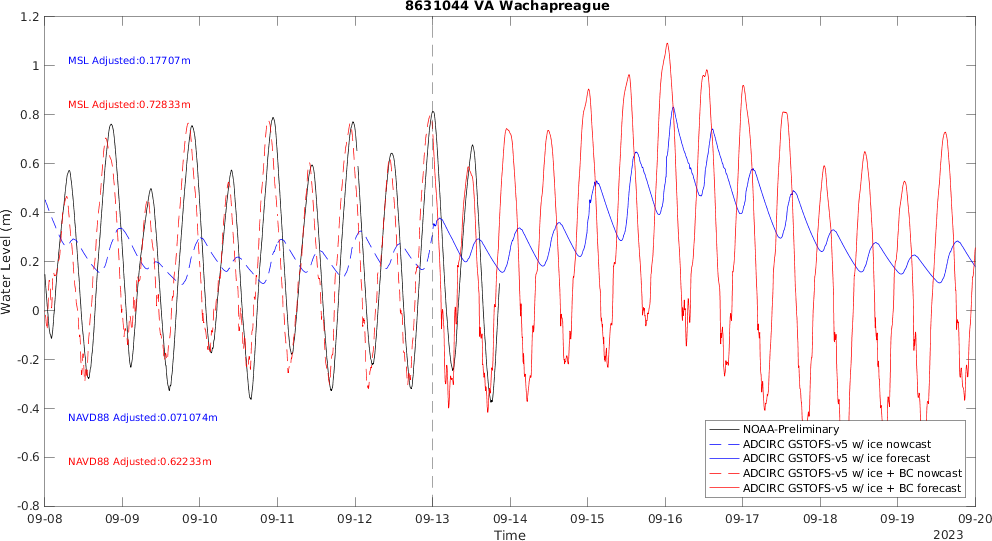 8631044 VA Wachapreague
1.2
1
0.8
0.6
0.4
0.2
0
-0.2
-0.4
-0.6
-0.8
Water Level (m)
MSL Adjusted:0.17707m
MSL Adjusted:0.72833m
NAVD88 Adjusted:0.071074m
NAVD88 Adjusted:0.62233m
NOAA-Preliminary
ADCIRC GSTOFS-v5 w/ ice nowcast
ADCIRC GSTOFS-v5 w/ ice forecast
ADCIRC GSTOFS-v5 w/ ice + BC nowcast
ADCIRC GSTOFS-v5 w/ ice + BC forecast
09-08 09-09 09-10 09-11 09-12 09-13 09-14 09-15 09-16 09-17 09-18 09-19 09-20
Time
2023